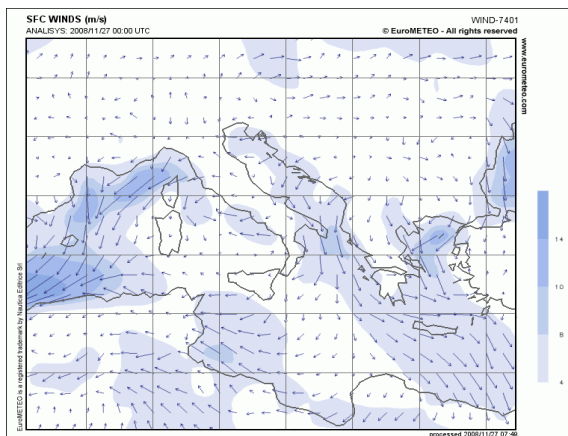 SFC WINDS (m/s)
WIND-7401
ANALISYS: 2008/11/27 00:00 UTC
© EuroMETEO - All rights reserved
www.eurometeo.com
14
10
4
EuroMETEO is a registered trademark by Nautica Editrice Srl
processed 2008/11/27 07:49